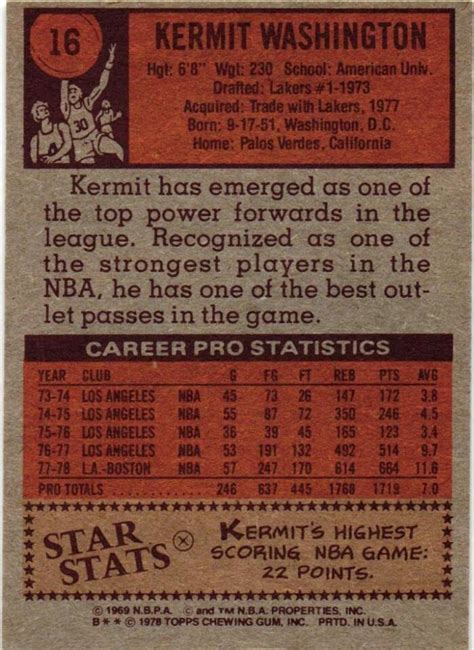 16
KERMIT WASHINGTON
Hgt: 6'8" Wgt: 230 School: American Univ.
Drafted: Lakers #1-1973
Acquired: Trade with Lakers, 1977
Born: 9-17-51, Washington, D.C.
Home: Palos Verdes, California
30
Kermit has emerged as one of
the top power forwards in the
league. Recognized as one of
the strongest players in the
NBA, he has one of the best out-
let passes in the game.
CAREER PRO STATISTICS
YEAR CLUB G FG FT REB PTS AVG
73-74 LOS ANGELES NBA 45 73 26 147 172 3.8
74-75 LOS ANGELES NBA 55 87 72 350 246 4.5
75-76 LOS ANGELES NBA 36 39 45 165 123 3.4
76-77 LOS ANGELES NBA 53 191 132 492 514 9.7
77-78 L.A.-BOSTON NBA 57 247 170 614 664 11.6
PRO TOTALS 246 637 445 1768 1719 7.0
STAR
STATS
KERMIT'S HIGHEST
SCORING NBA GAME:
22 POINTS.
© 1969 N.B.P.A. © and TM N.B.A. PROPERTIES, INC.
B * * © 1978 TOPPS CHEWING GUM, INC. PRTD. IN U.S.A.